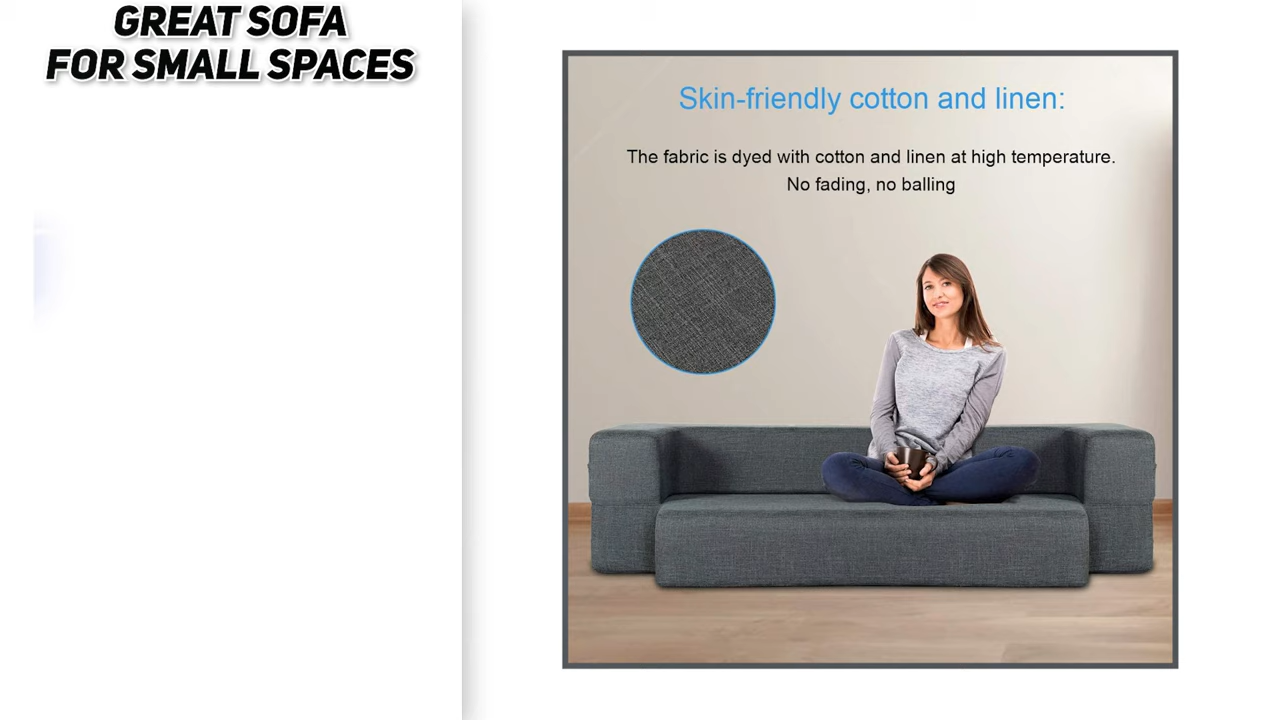 GREAT SOFA
FOR SMALL SPACES
Skin-friendly cotton and linen:
The fabric is dyed with cotton and linen at high temperature.
No fading, no balling